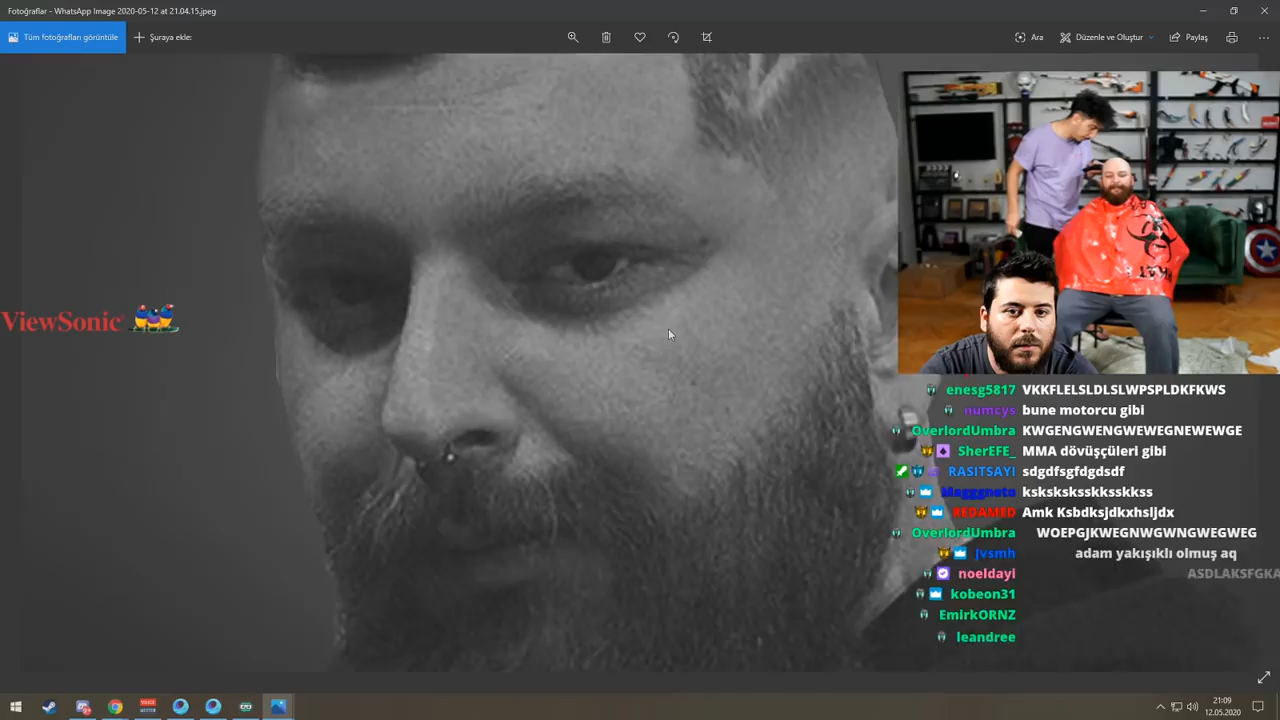 Fotoğraflar - WhatsApp Image 2020-05-12 at 21.04.15.jpeg
Tüm fotoğrafları görüntüle
Şuraya ekle:
Ara
Düzenle ve Oluştur
Paylaş
ViewSonic
enesg5817 VKKFLELSLDLSLWPSPLDKFKWS
numcys bune motorcu gibi
OverlordUmbra KWGENGWENGWEWEGNEWEWGE
SherEFE_ MMA dövüşçüleri gibi
RASITSAYI sdgdfsgfdgdsdf
Magggneto kskskskssksskkss
REDAMED Amk Ksbdksjdkxhsljdx
OverlordUmbra WOEPGJKWEGNWGWNGWEGWEG
Jvsmh adam yakışıklı olmuş aq
noeldayi ASDLAKSFGKA
kobeon31
EmirkORNZ
leandree
21:09
12.05.2020